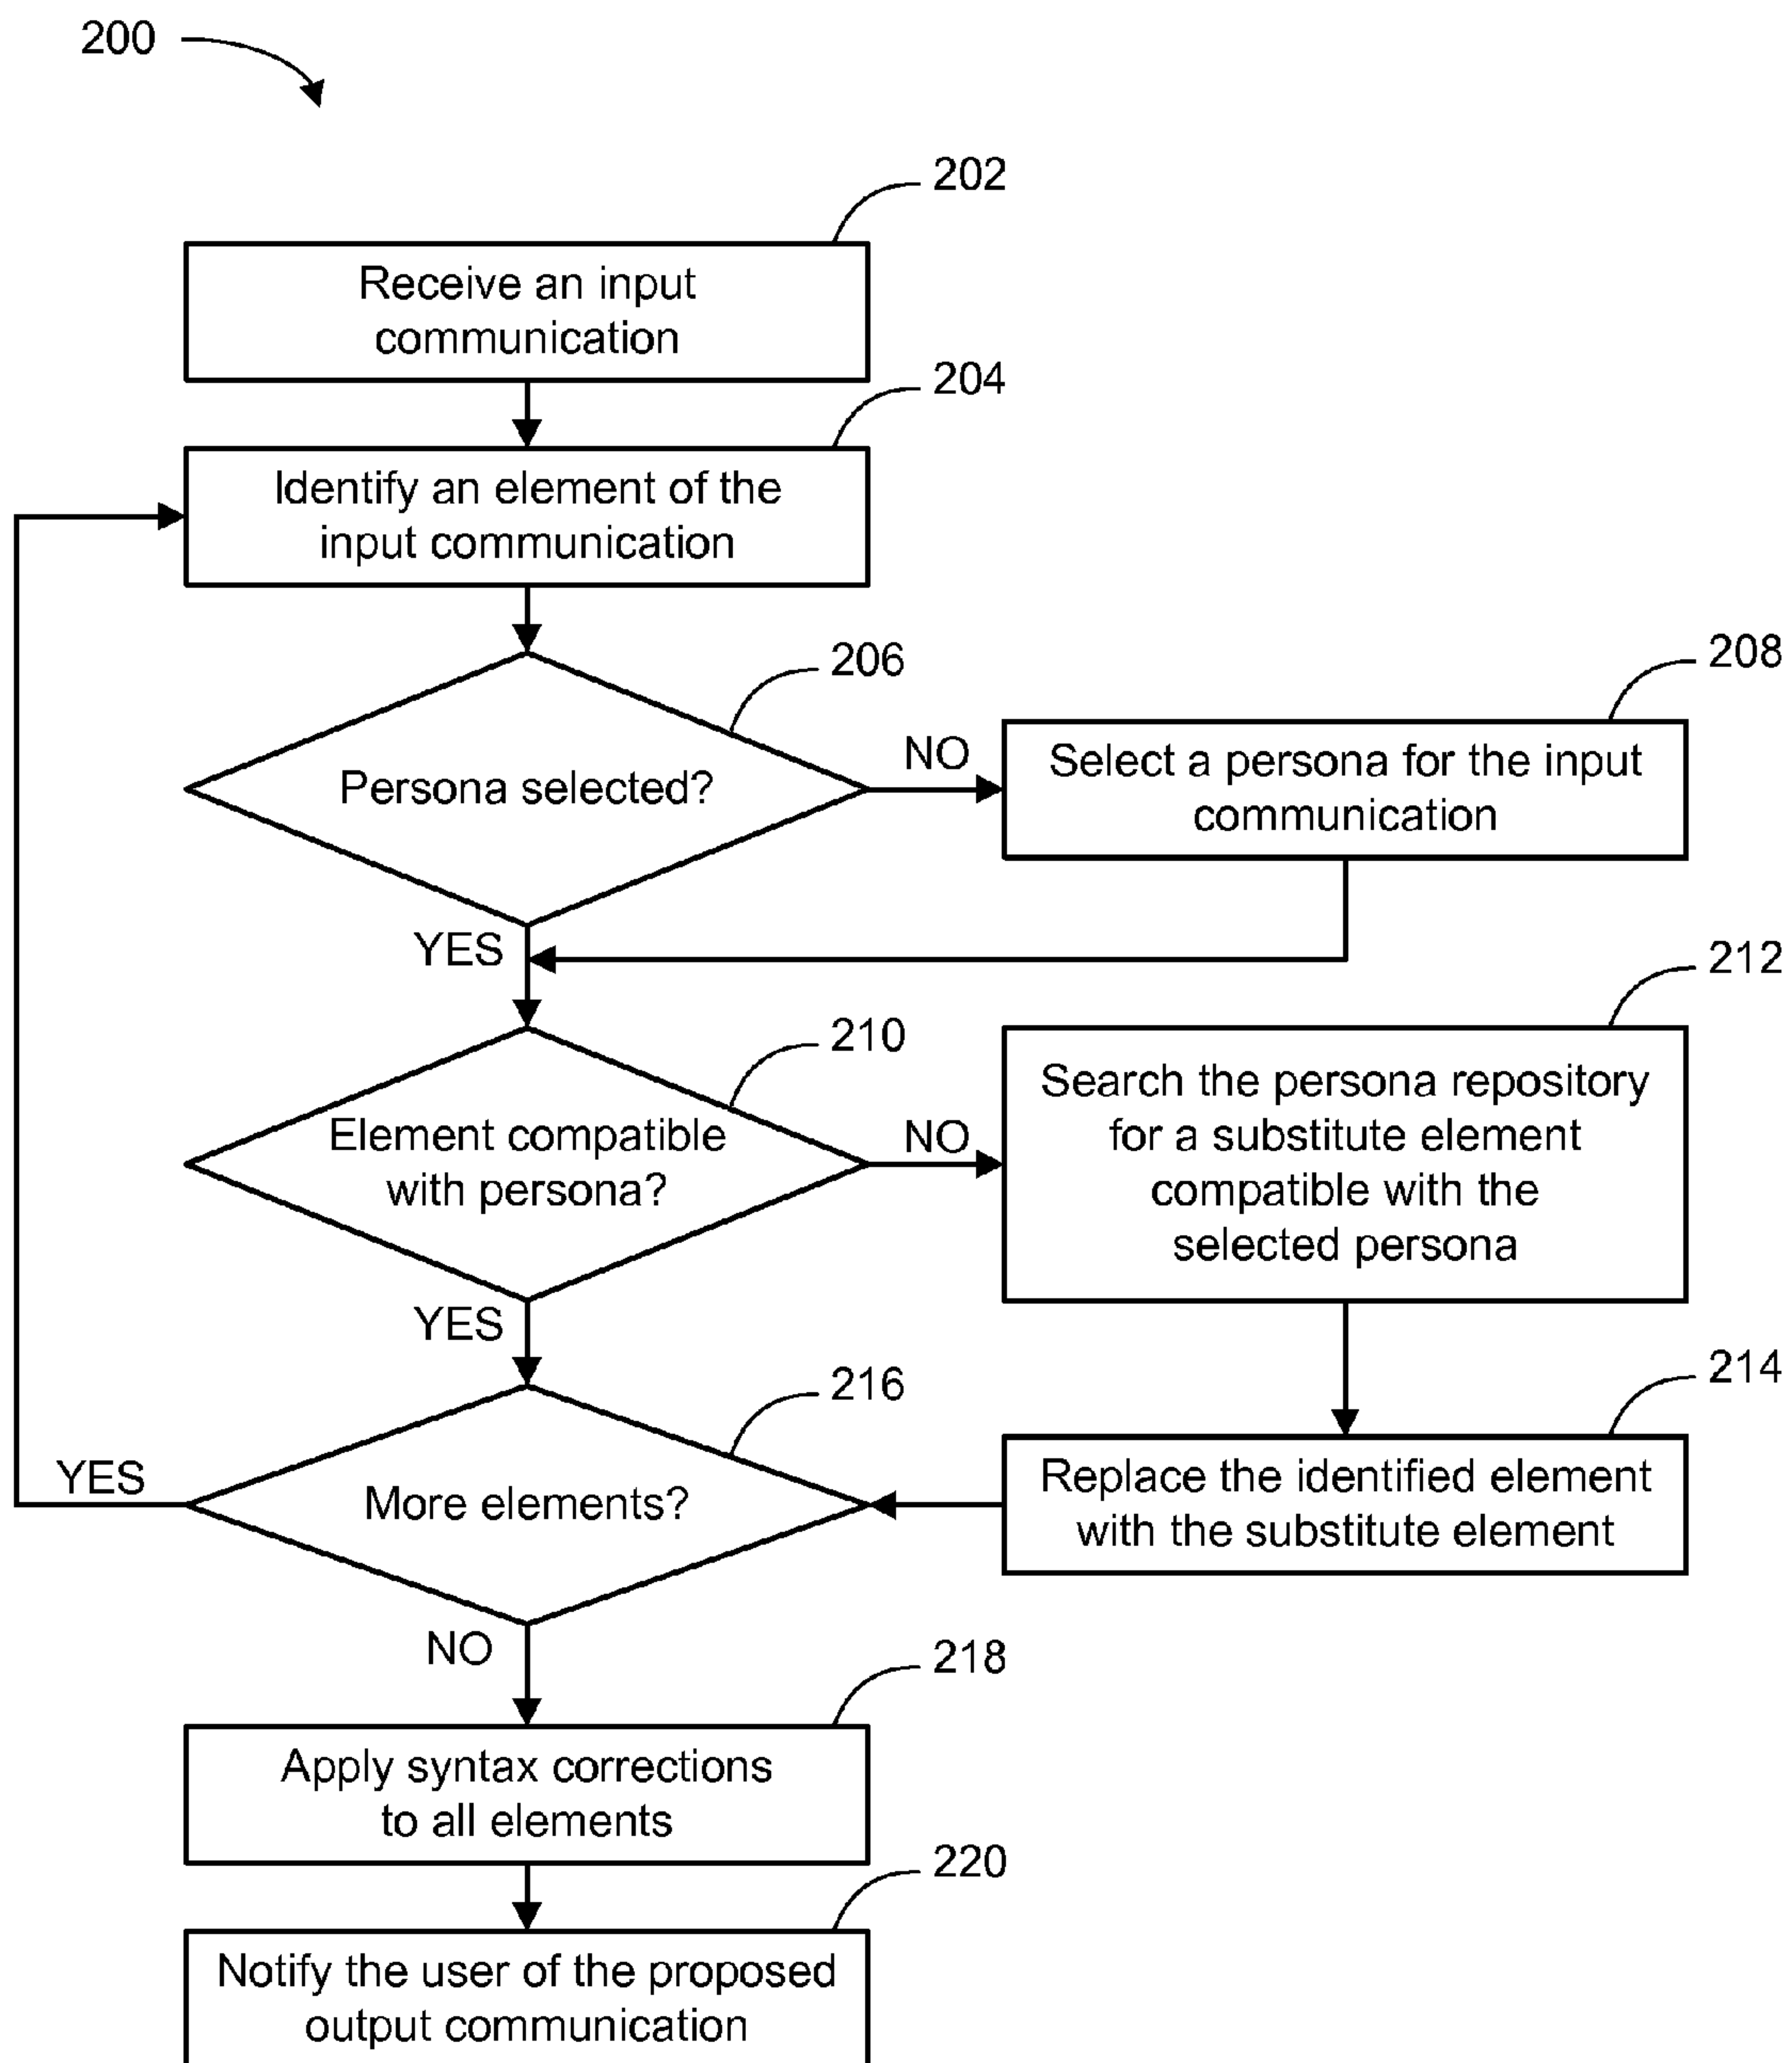 200
202
Receive an input
communication
204
Identify an element of the
input communication
206
Persona selected?
NO
208
Select a persona for the input
communication
YES
210
Element compatible
with persona?
NO
212
Search the persona repository
for a substitute element
compatible with the
selected persona
YES
214
Replace the identified element
with the substitute element
216
More elements?
YES
NO
218
Apply syntax corrections
to all elements
220
Notify the user of the proposed
output communication